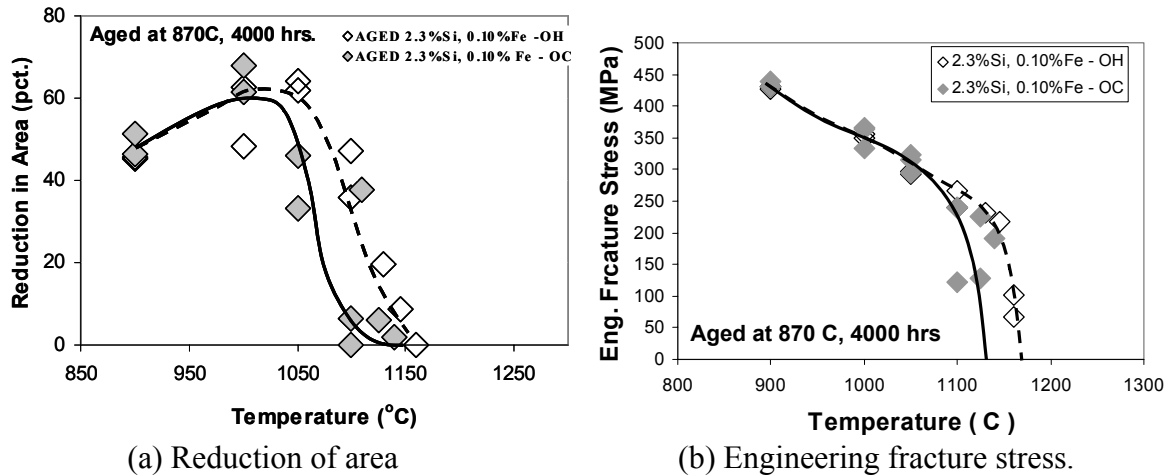 Aged at 870C, 4000 hrs.
AGED 2.3%Si, 0.10%Fe -OH
AGED 2.3%Si, 0.10% Fe - OC
Reduction in Area (pct.)
80
60
40
20
0
850
950
1050
1150
1250
Temperature (°C)
(a) Reduction of area
2.3%Si, 0.10%Fe - OH
2.3%Si, 0.10%Fe - OC
Eng. Frcature Stress (MPa)
500
450
400
350
300
250
200
150
100
50
0
Aged at 870 C, 4000 hrs
800
900
1000
1100
1200
1300
Temperature ( C )
(b) Engineering fracture stress.